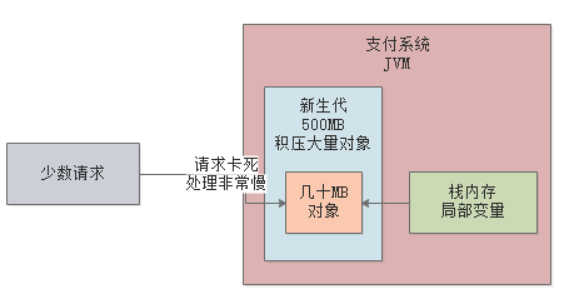 支付系统
JVM
新生代
500MB
积压大量对象
请求卡死
处理非常慢
少数请求
几十MB
对象
栈内存
局部变量